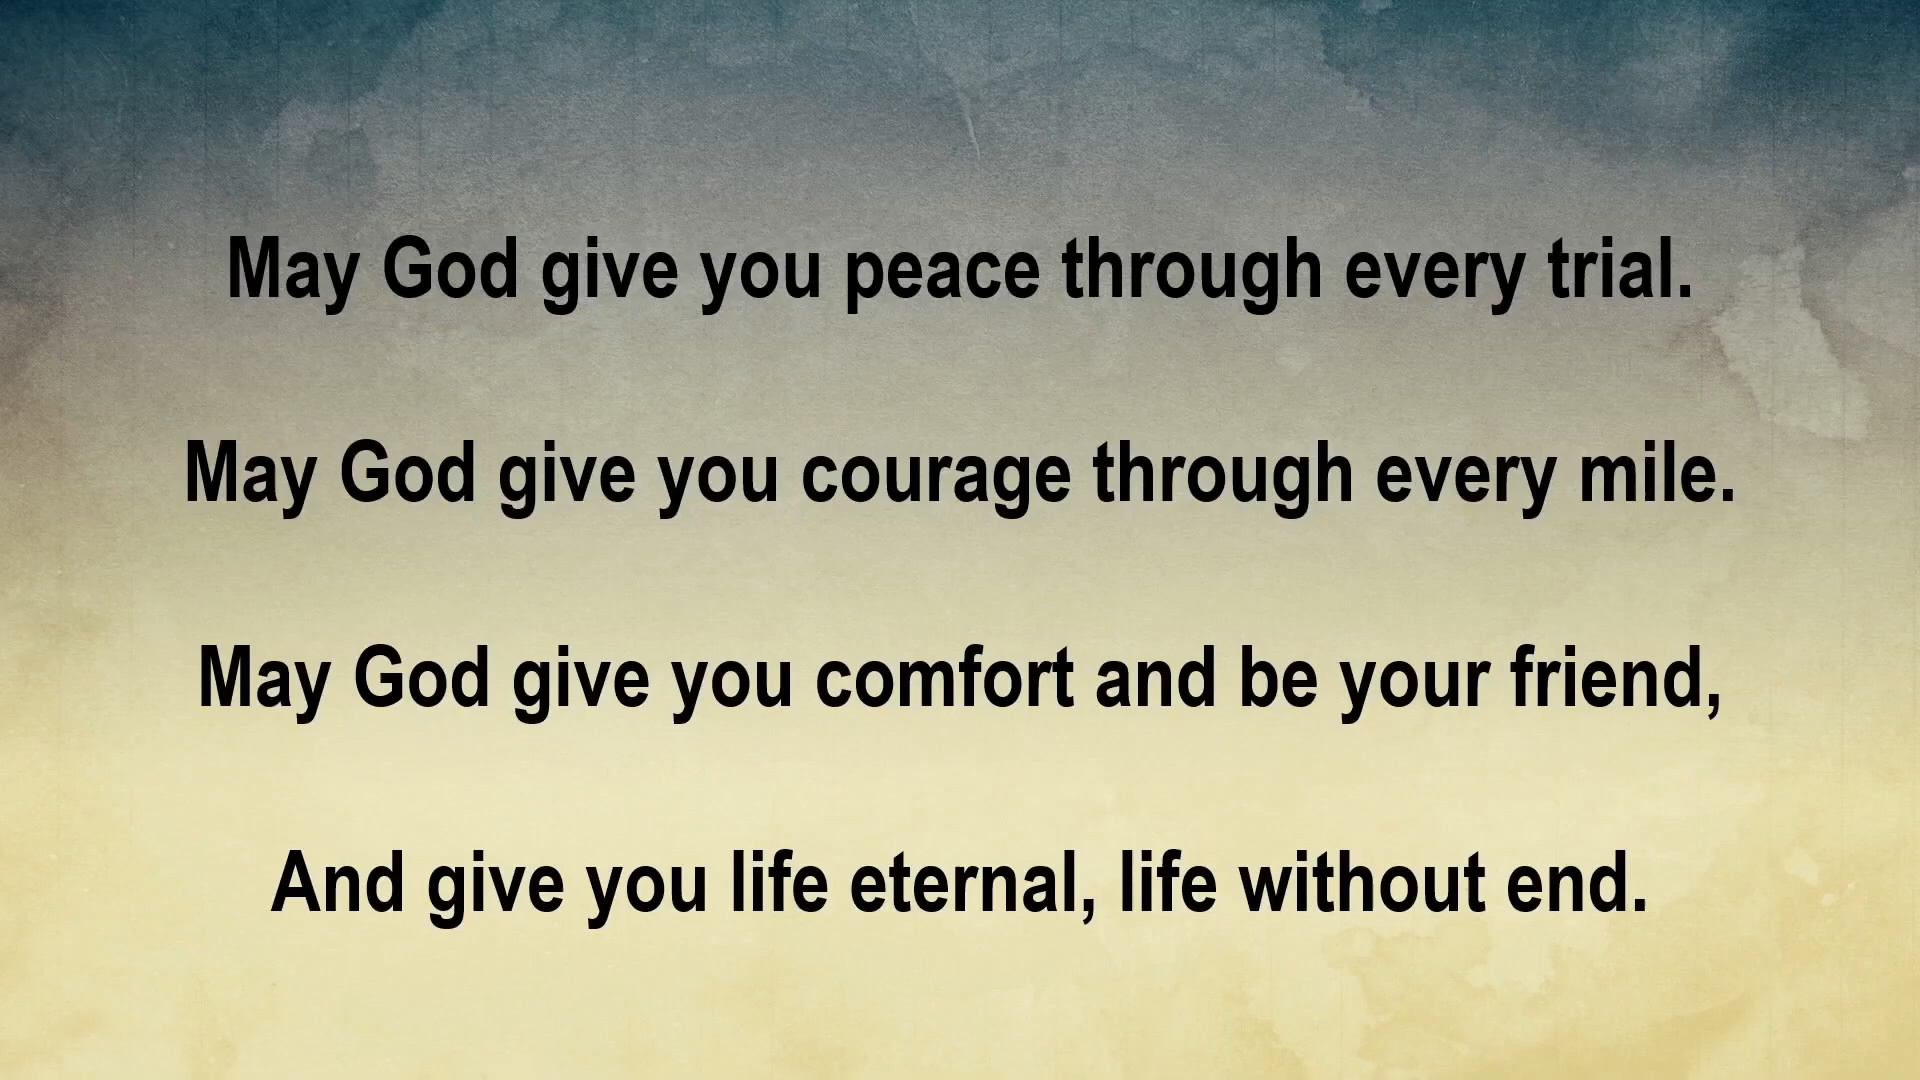 May God give you peace through every trial.
May God give you courage through every mile.
May God give you comfort and be your friend,
And give you life eternal, life without end.